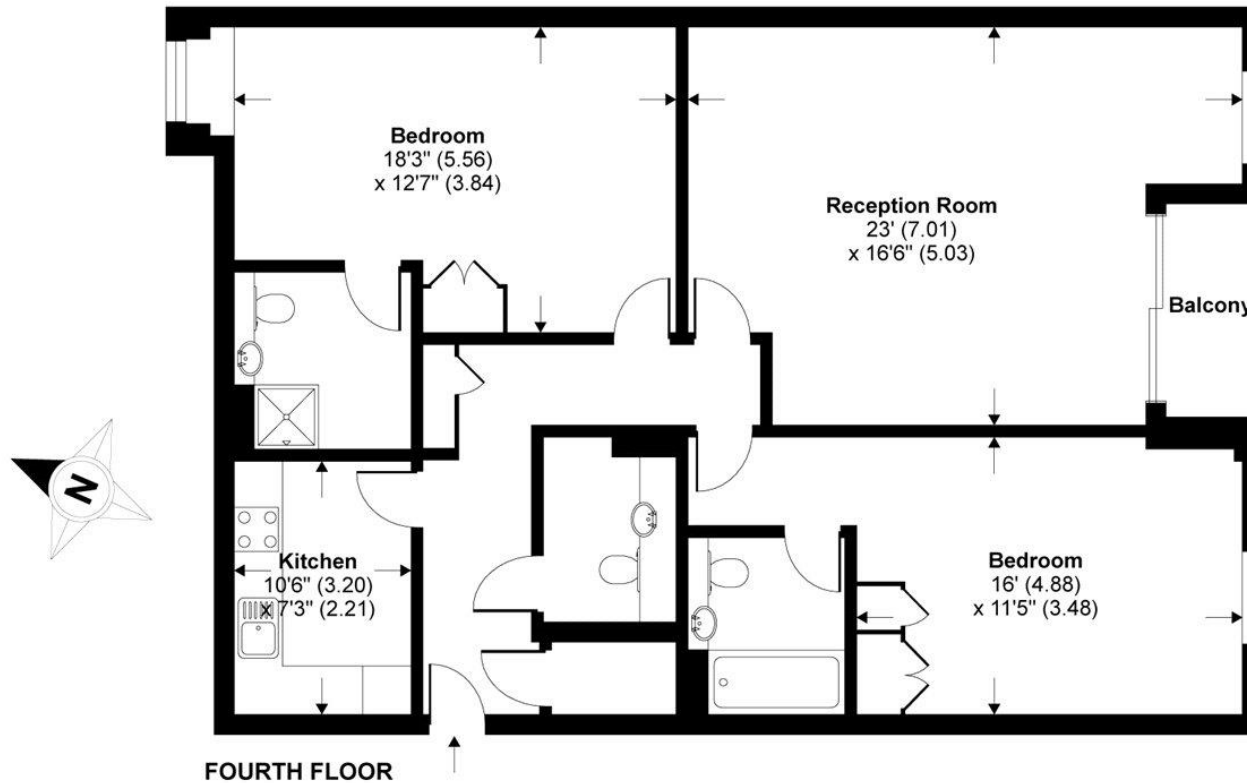 Bedroom
18'3" (5.56)
x 12'7" (3.84)
Reception Room
23' (7.01)
x 16'6" (5.03)
Balcony
N
Kitchen
10'6" (3.20)
x 7'3" (2.21)
Bedroom
16' (4.88)
x 11'5" (3.48)
FOURTH FLOOR